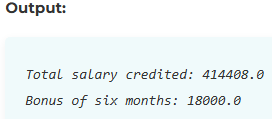 Output:
Total salary credited: 414408.0
Bonus of six months: 18000.0